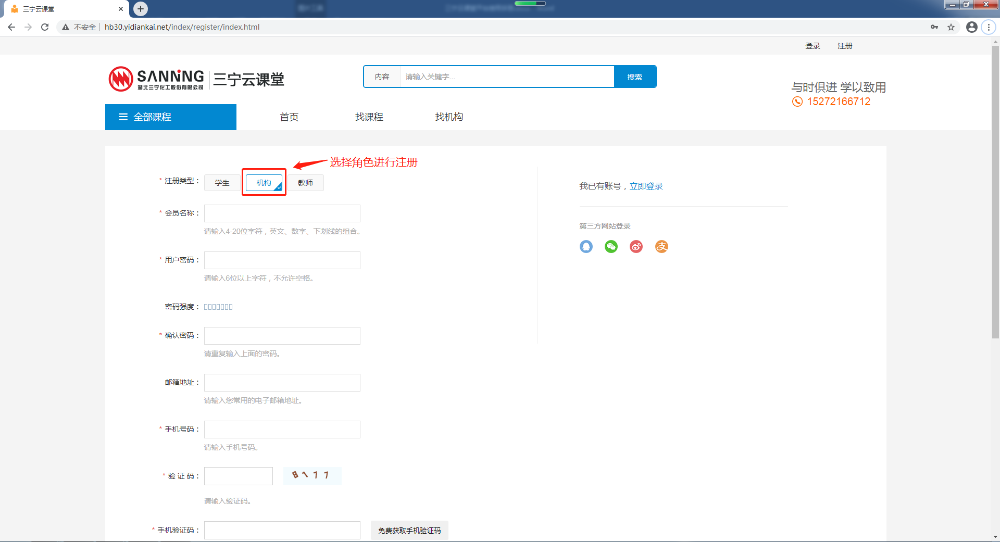 三宁云课堂
不安全 hb30.yidiankai.net/index/register/index.html
登录 注册
SANNING 湖北三宁化工股份有限公司 三宁云课堂
内容 请输入关键字... 搜索
与时俱进 学以致用
15272166712
全部课程 首页 找课程 找机构
选择角色进行注册
* 注册类型： 学生 机构 教师
我已有账号，立即登录
* 会员名称：
请输入4-20位字符，英文、数字、下划线的组合。
第三方网站登录
支
* 用户密码：
请输入6位以上字符，不允许空格。
密码强度：
* 确认密码：
请重复输入上面的密码。
邮箱地址：
请输入您常用的电子邮箱地址。
* 手机号码：
请输入手机号码。
* 验 证 码： 8177
请输入验证码。
* 手机验证码： 免费获取手机验证码